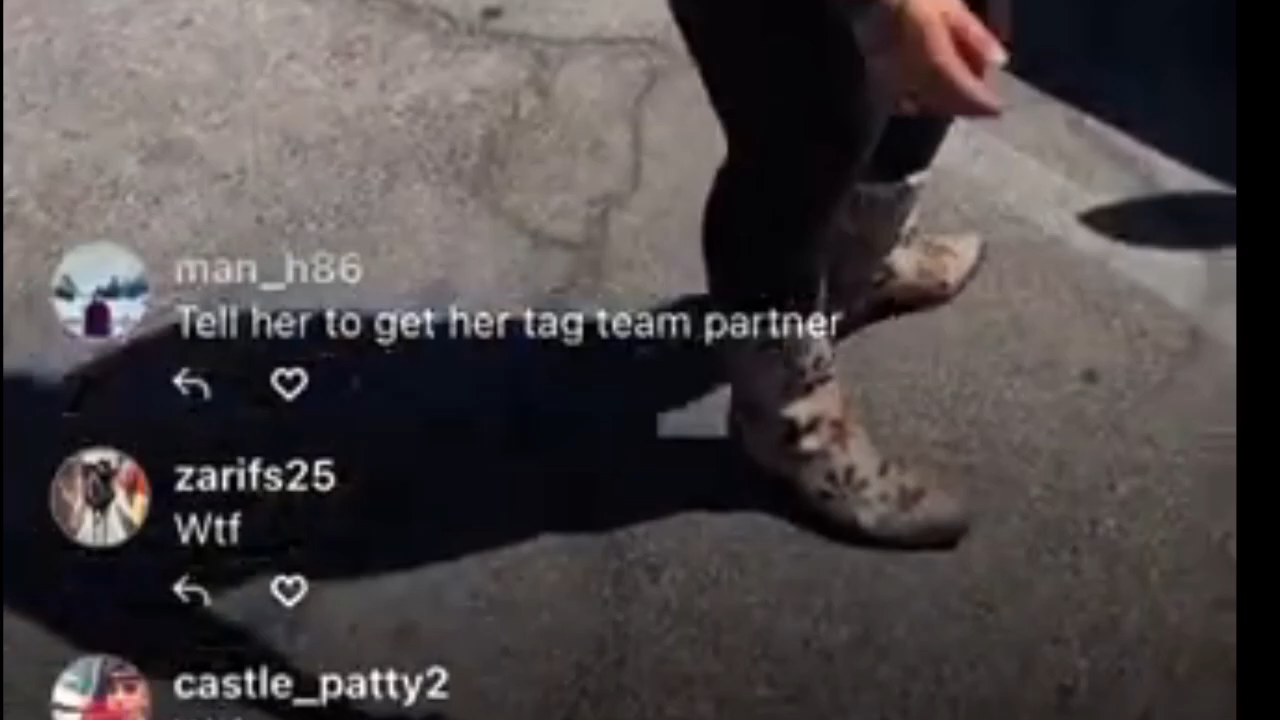 man_h86
Tell her to get her tag team partner
zarifs25
Wtf
castle_patty2